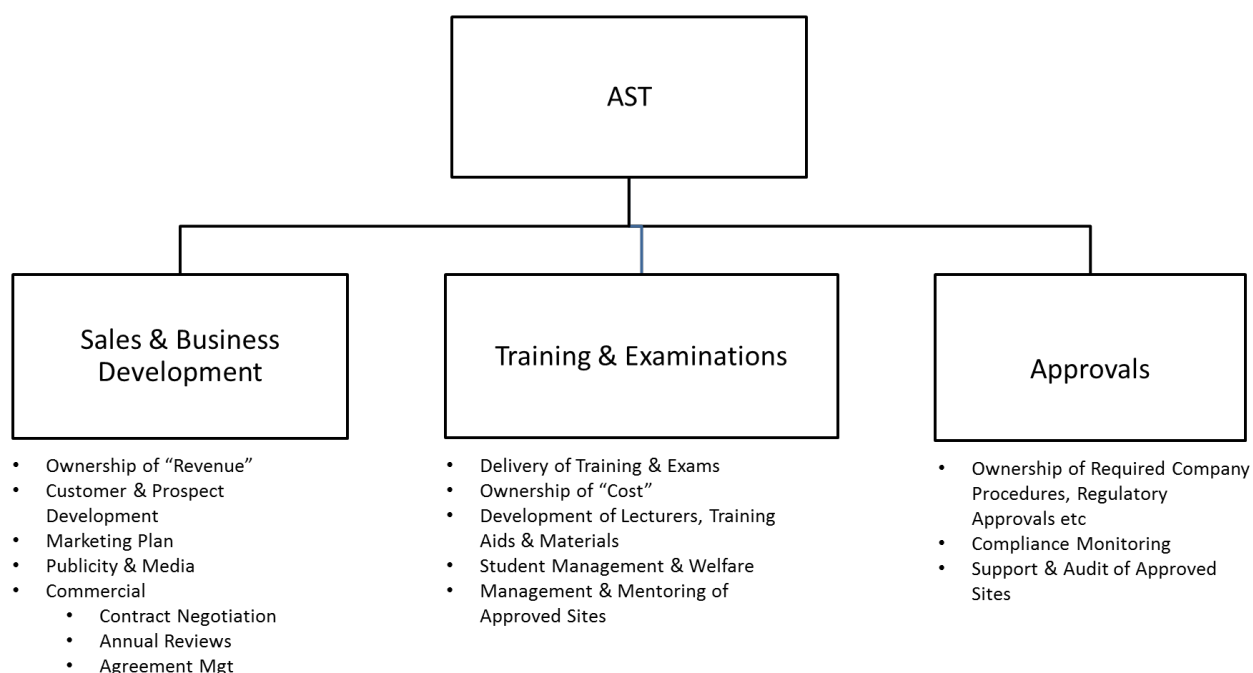 AST
Sales & Business
Development
• Ownership of “Revenue”
• Customer & Prospect
Development
• Marketing Plan
• Publicity & Media
• Commercial
• Contract Negotiation
• Annual Reviews
• Agreement Mgt
Training & Examinations
• Delivery of Training & Exams
• Ownership of “Cost”
• Development of Lecturers, Training
Aids & Materials
• Student Management & Welfare
• Management & Mentoring of
Approved Sites
Approvals
• Ownership of Required Company
Procedures, Regulatory
Approvals etc
• Compliance Monitoring
• Support & Audit of Approved
Sites